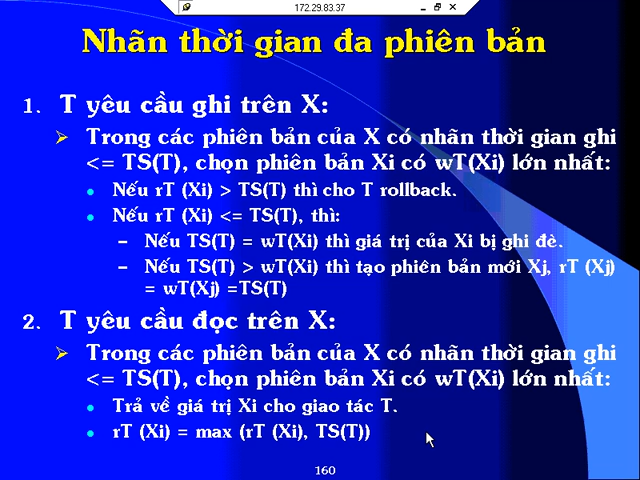 172.29.83.37
Nhãn thời gian đa phiên bản
1. T yêu cầu ghi trên X:
Trong các phiên bản của X có nhãn thời gian ghi
<= TS(T), chọn phiên bản Xi có wT(Xi) lớn nhất:
Nếu rT (Xi) > TS(T) thì cho T rollback.
Nếu rT (Xi) <= TS(T), thì:
– Nếu TS(T) = wT(Xi) thì giá trị của Xi bị ghi đè.
– Nếu TS(T) > wT(Xi) thì tạo phiên bản mới Xj, rT (Xj)
= wT(Xj) =TS(T)
2. T yêu cầu đọc trên X:
Trong các phiên bản của X có nhãn thời gian ghi
<= TS(T), chọn phiên bản Xi có wT(Xi) lớn nhất:
Trả về giá trị Xi cho giao tác T.
rT (Xi) = max (rT (Xi), TS(T))
160